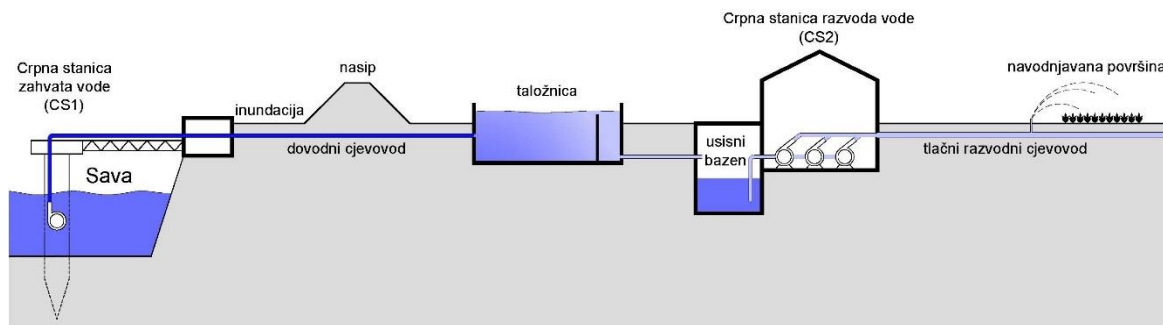 Crpna stanica
zahvata vode
(CS1)
inundacija
nasip
taložnica
Crpna stanica razvoda vode
(CS2)
navodnjavana površina
dovodni cjevovod
usisni
bazen
tlačni razvodni cjevovod
Sava